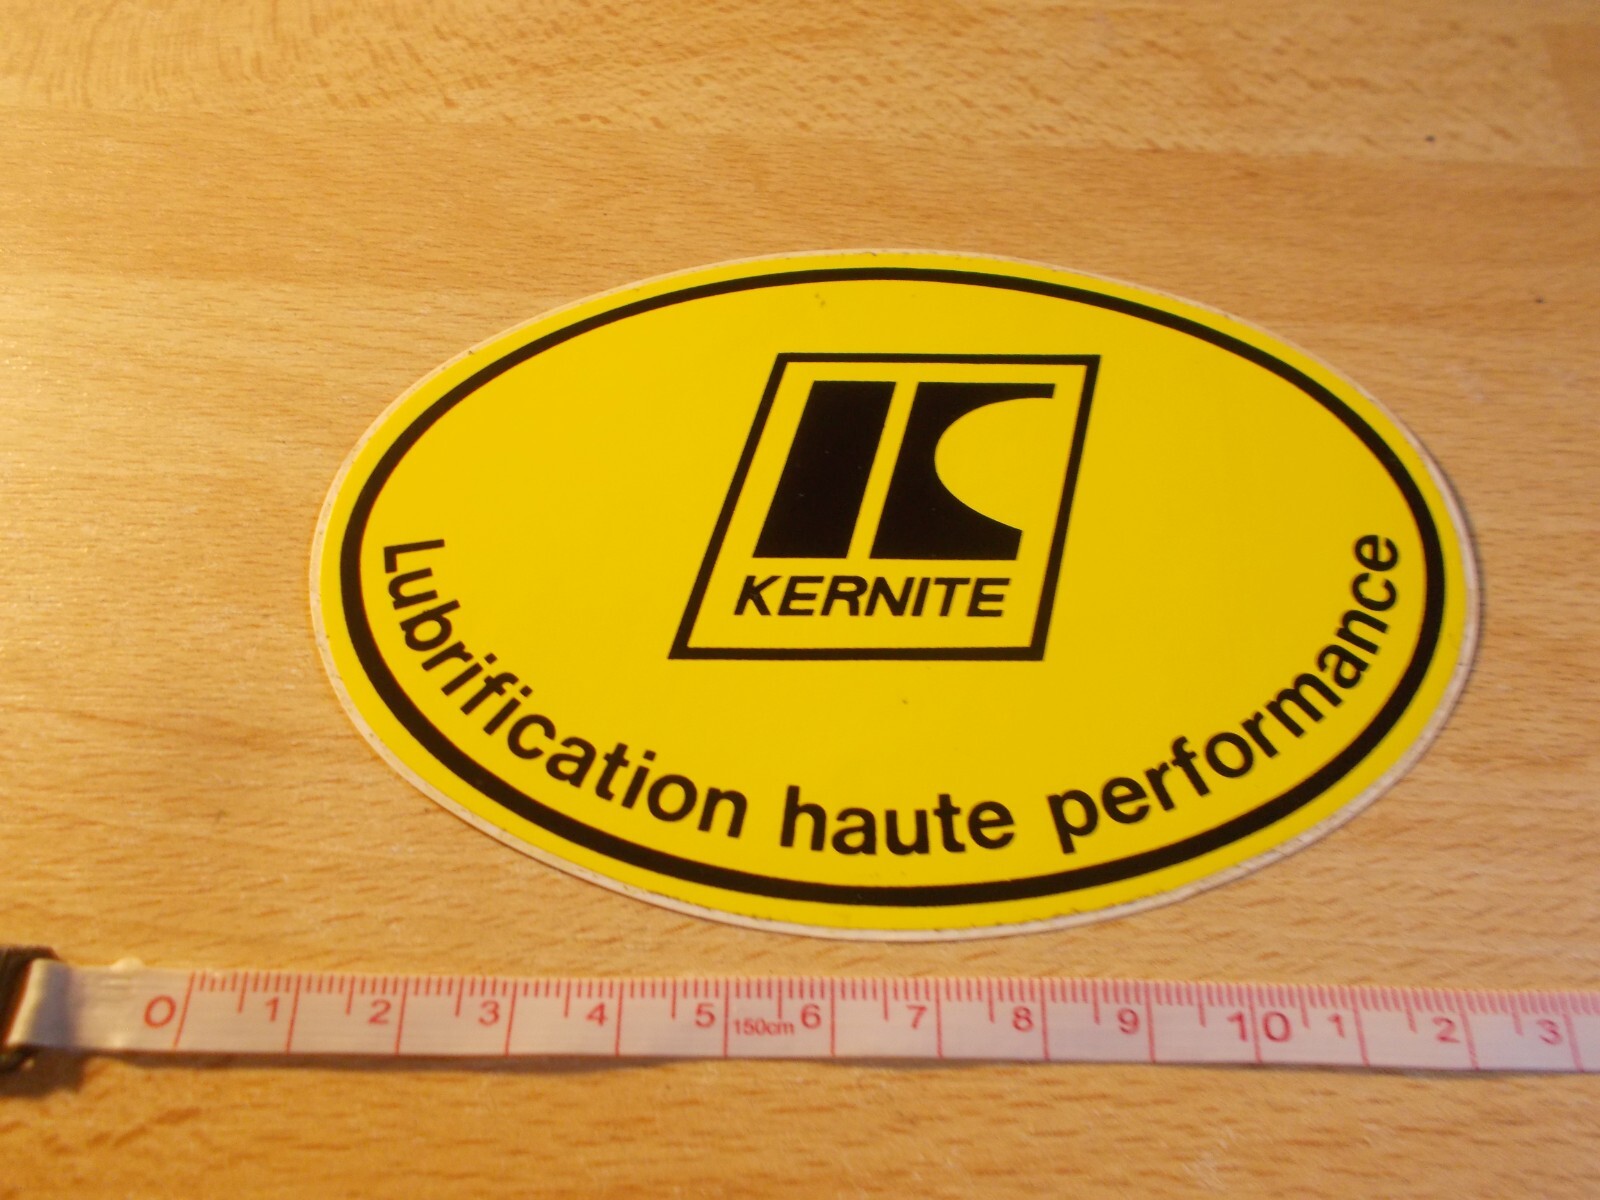 KERNITE
Lubrification haute performance
0 1 2 3 4 5 150cm 6 7 8 9 10 1 2 3